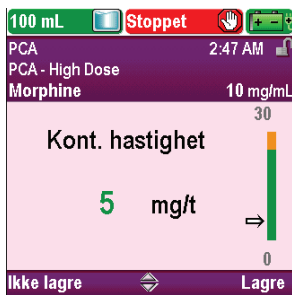 100 mL Stoppet
PCA 2:47 AM
PCA - High Dose
Morphine 10 mg/mL
30
Kont. hastighet
5 mg/t
0
Ikke lagre Lagre